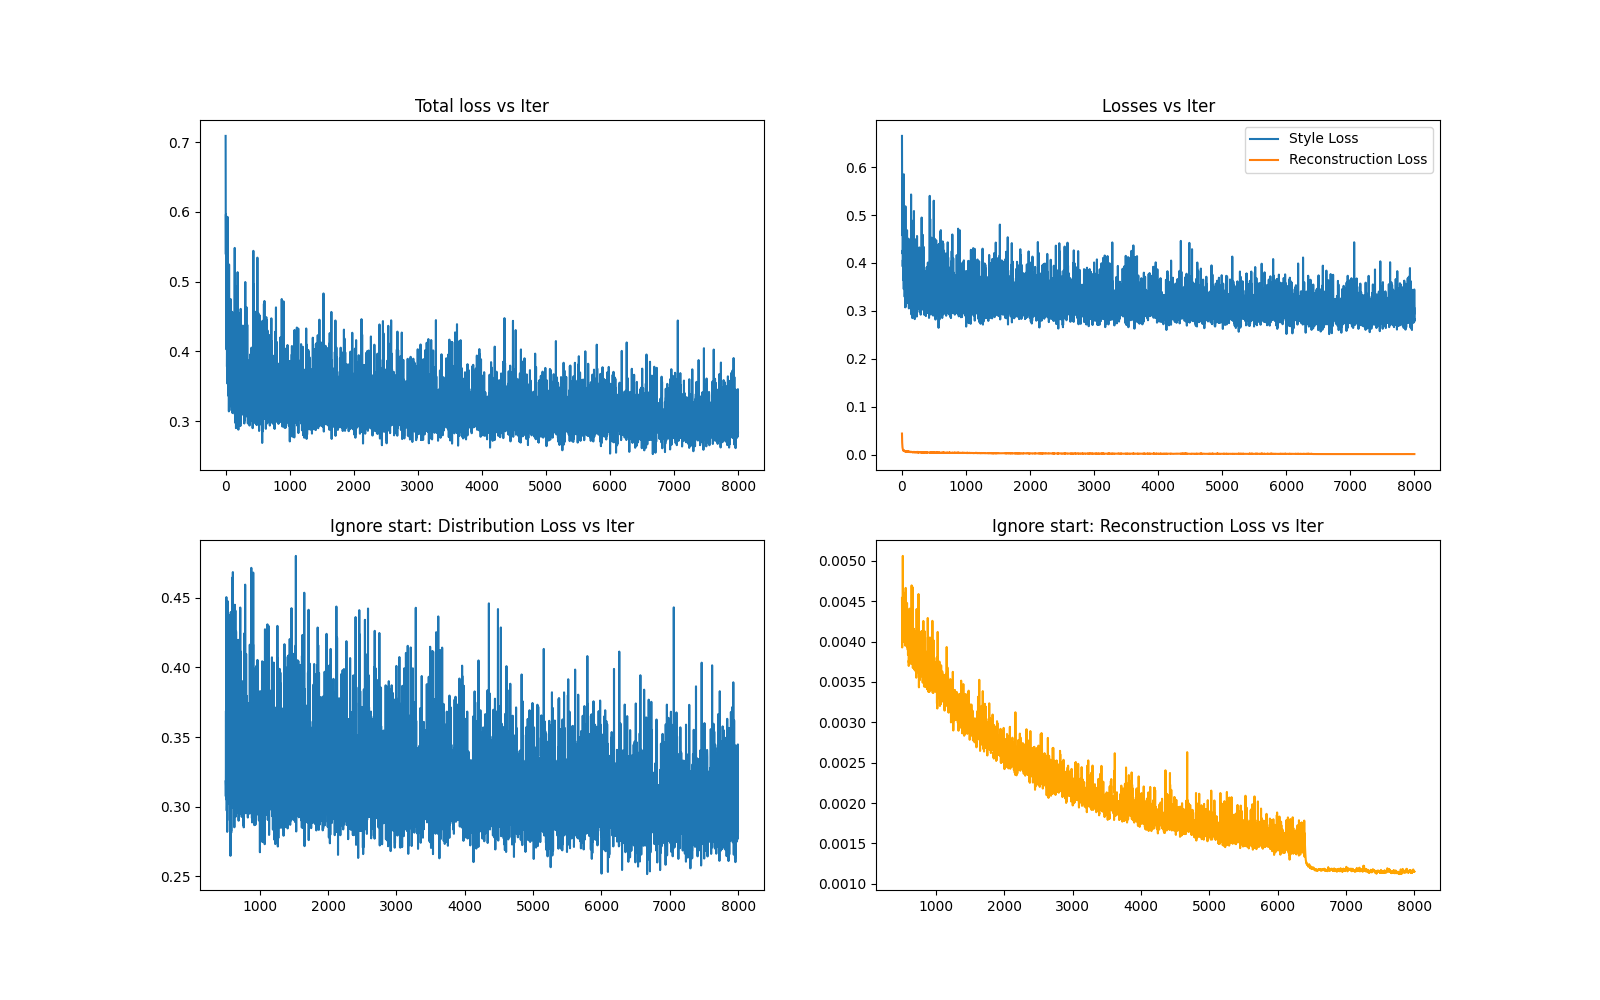 Total loss vs Iter
0.7
0.6
0.5
0.4
0.3
0 1000 2000 3000 4000 5000 6000 7000 8000
Losses vs Iter
Style Loss
Reconstruction Loss
0.6
0.5
0.4
0.3
0.2
0.1
0.0
0 1000 2000 3000 4000 5000 6000 7000 8000
Ignore start: Distribution Loss vs Iter
0.45
0.40
0.35
0.30
0.25
1000 2000 3000 4000 5000 6000 7000 8000
Ignore start: Reconstruction Loss vs Iter
0.0050
0.0045
0.0040
0.0035
0.0030
0.0025
0.0020
0.0015
0.0010
1000 2000 3000 4000 5000 6000 7000 8000